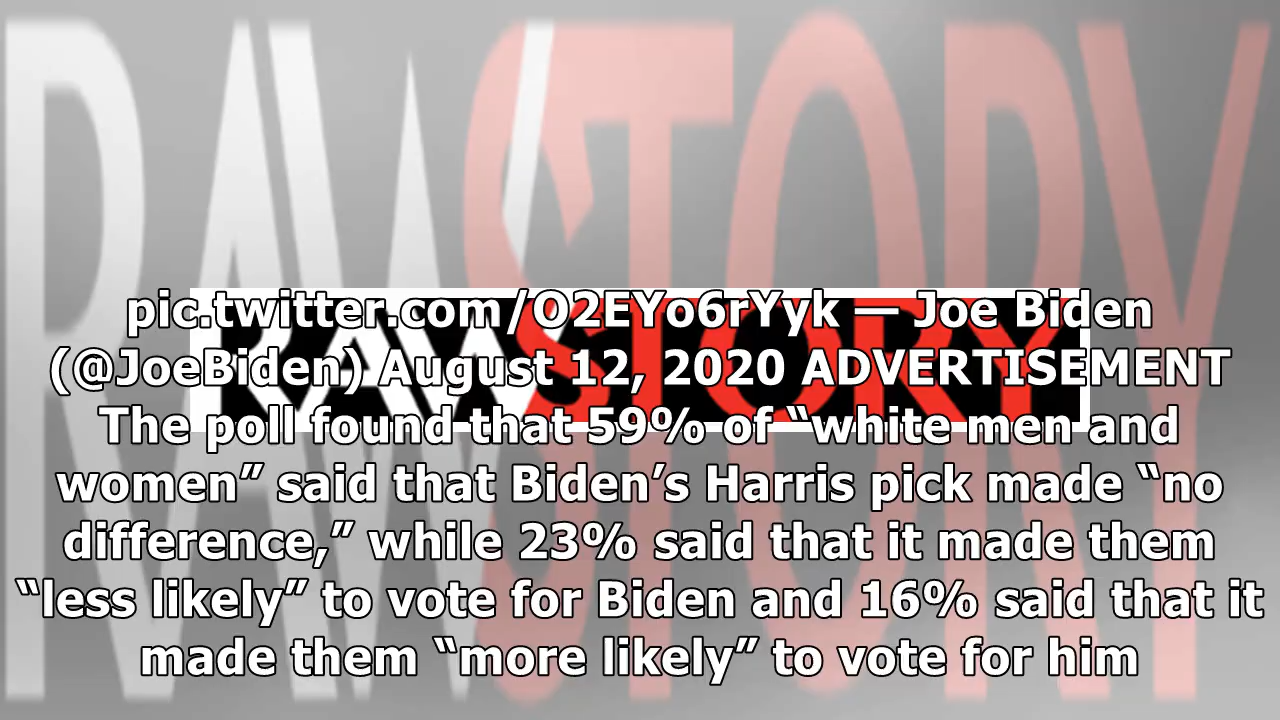 RAWSTORY
RAWSTORY
pic.twitter.com/O2EYo6rYyk — Joe Biden
(@JoeBiden) August 12, 2020 ADVERTISEMENT
The poll found that 59% of “white men and
women” said that Biden’s Harris pick made “no
difference,” while 23% said that it made them
“less likely” to vote for Biden and 16% said that it
made them “more likely” to vote for him